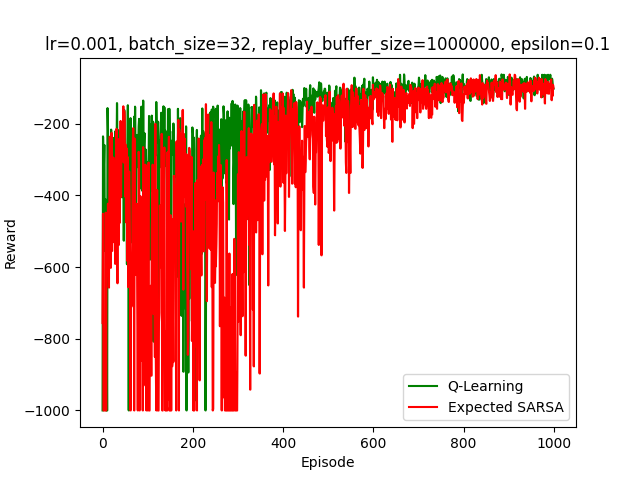 lr=0.001, batch_size=32, replay_buffer_size=1000000, epsilon=0.1
Reward
−200
−400
−600
−800
−1000
Q-Learning
Expected SARSA
0
200
400
600
800
1000
Episode